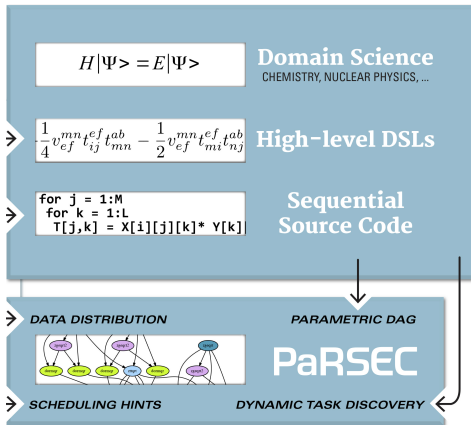 H|Ψ> = E|Ψ>
Domain Science
CHEMISTRY, NUCLEAR PHYSICS, ...
\frac{1}{4} v_{ef}^{mn} t_{ij}^{ef} t_{mn}^{ab} - \frac{1}{2} v_{ef}^{mn} t_{mi}^{ef} t_{nj}^{ab}
High-level DSLs
for j = 1:M
for k = 1:L
T[j,k] = X[i][j][k]* Y[k]
Sequential
Source Code
DATA DISTRIBUTION
PARAMETRIC DAG
PaRSEC
SCHEDULING HINTS
DYNAMIC TASK DISCOVERY